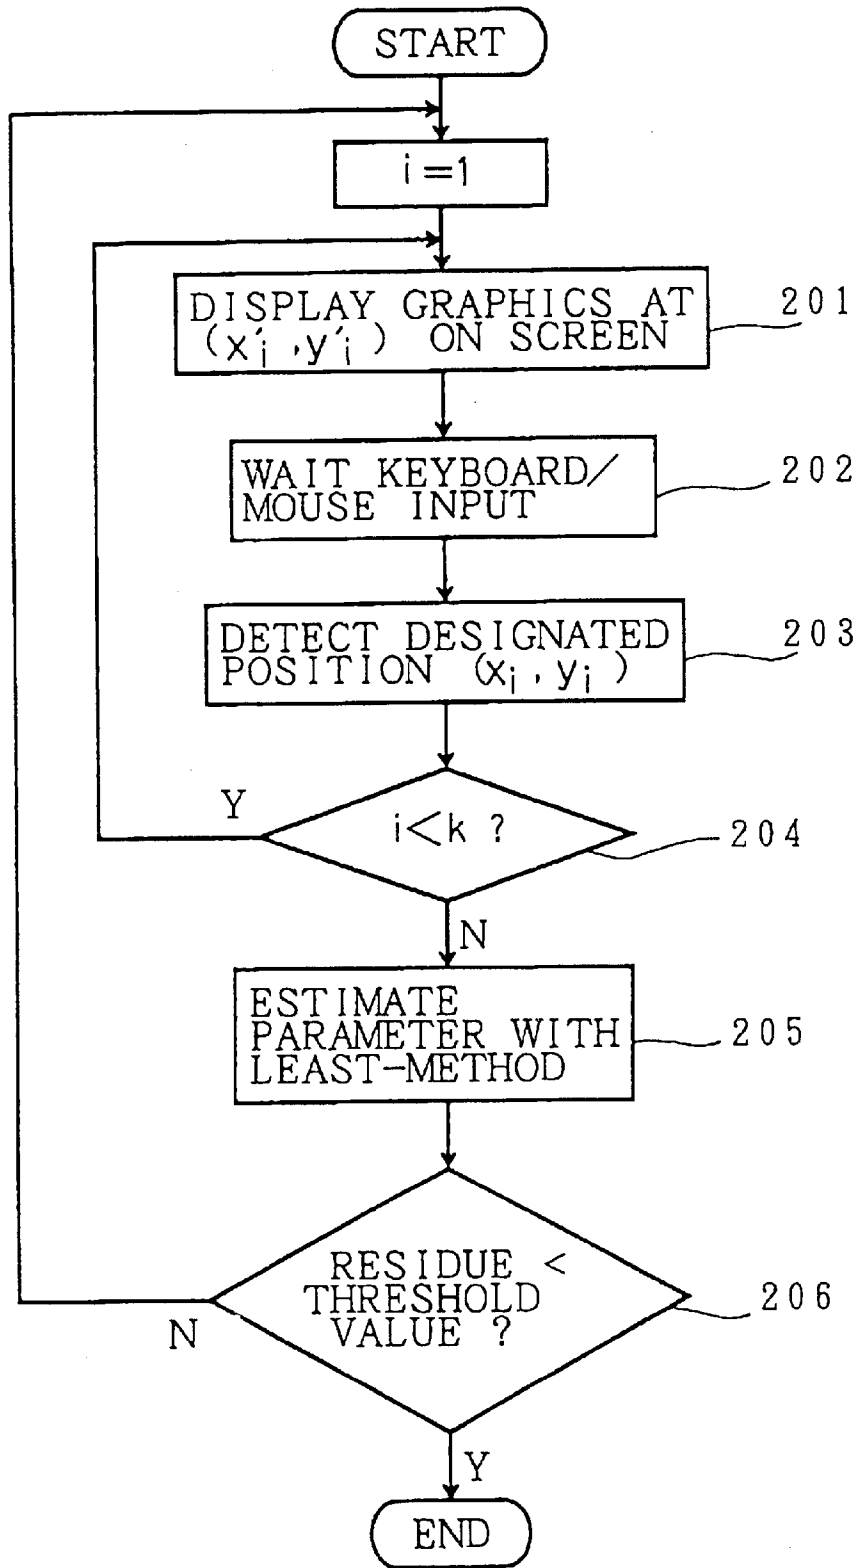 START
i=1
DISPLAY GRAPHICS AT
(x'i ,y'i ) ON SCREEN
201
WAIT KEYBOARD/
MOUSE INPUT
202
DETECT DESIGNATED
POSITION (xi , yi )
203
Y
i<k ?
204
N
ESTIMATE
PARAMETER WITH
LEAST-METHOD
205
RESIDUE <
THRESHOLD
VALUE ?
206
N
Y
END